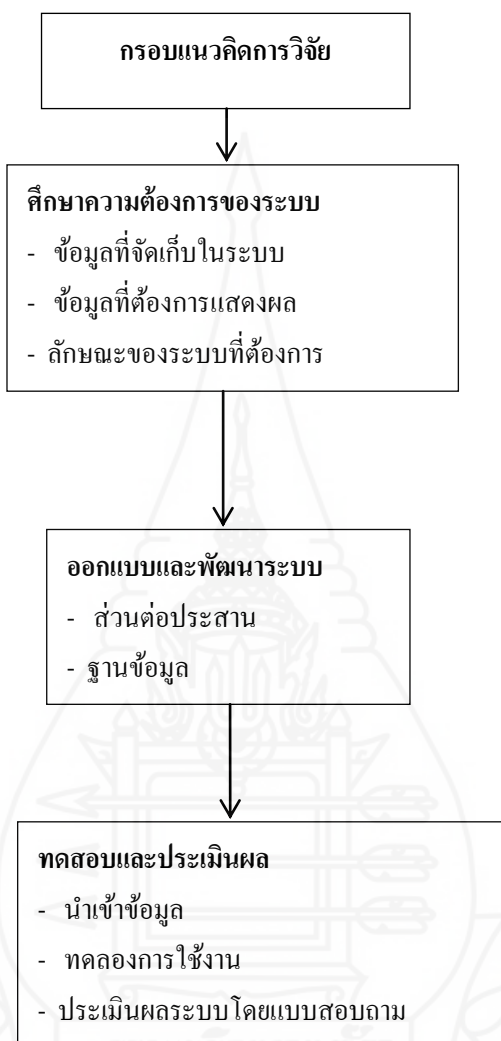 กรอบแนวคิดการวิจัย
ศึกษาความต้องการของระบบ
- ข้อมูลที่จัดเก็บในระบบ
- ข้อมูลที่ต้องการแสดงผล
- ลักษณะของระบบที่ต้องการ
ออกแบบและพัฒนาระบบ
- ส่วนต่อประสาน
- ฐานข้อมูล
ทดสอบและประเมินผล
- นำเข้าข้อมูล
- ทดลองการใช้งาน
- ประเมินผลระบบโดยแบบสอบถาม